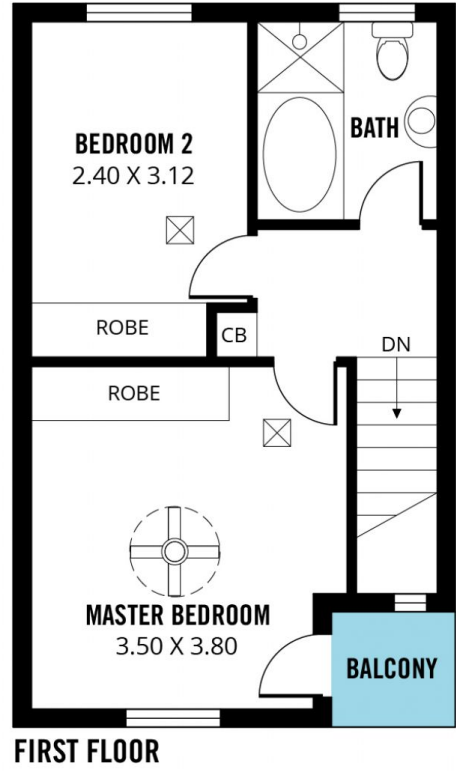 BEDROOM 2
2.40 X 3.12
BATH
ROBE
CB
DN
ROBE
MASTER BEDROOM
3.50 X 3.80
BALCONY
FIRST FLOOR